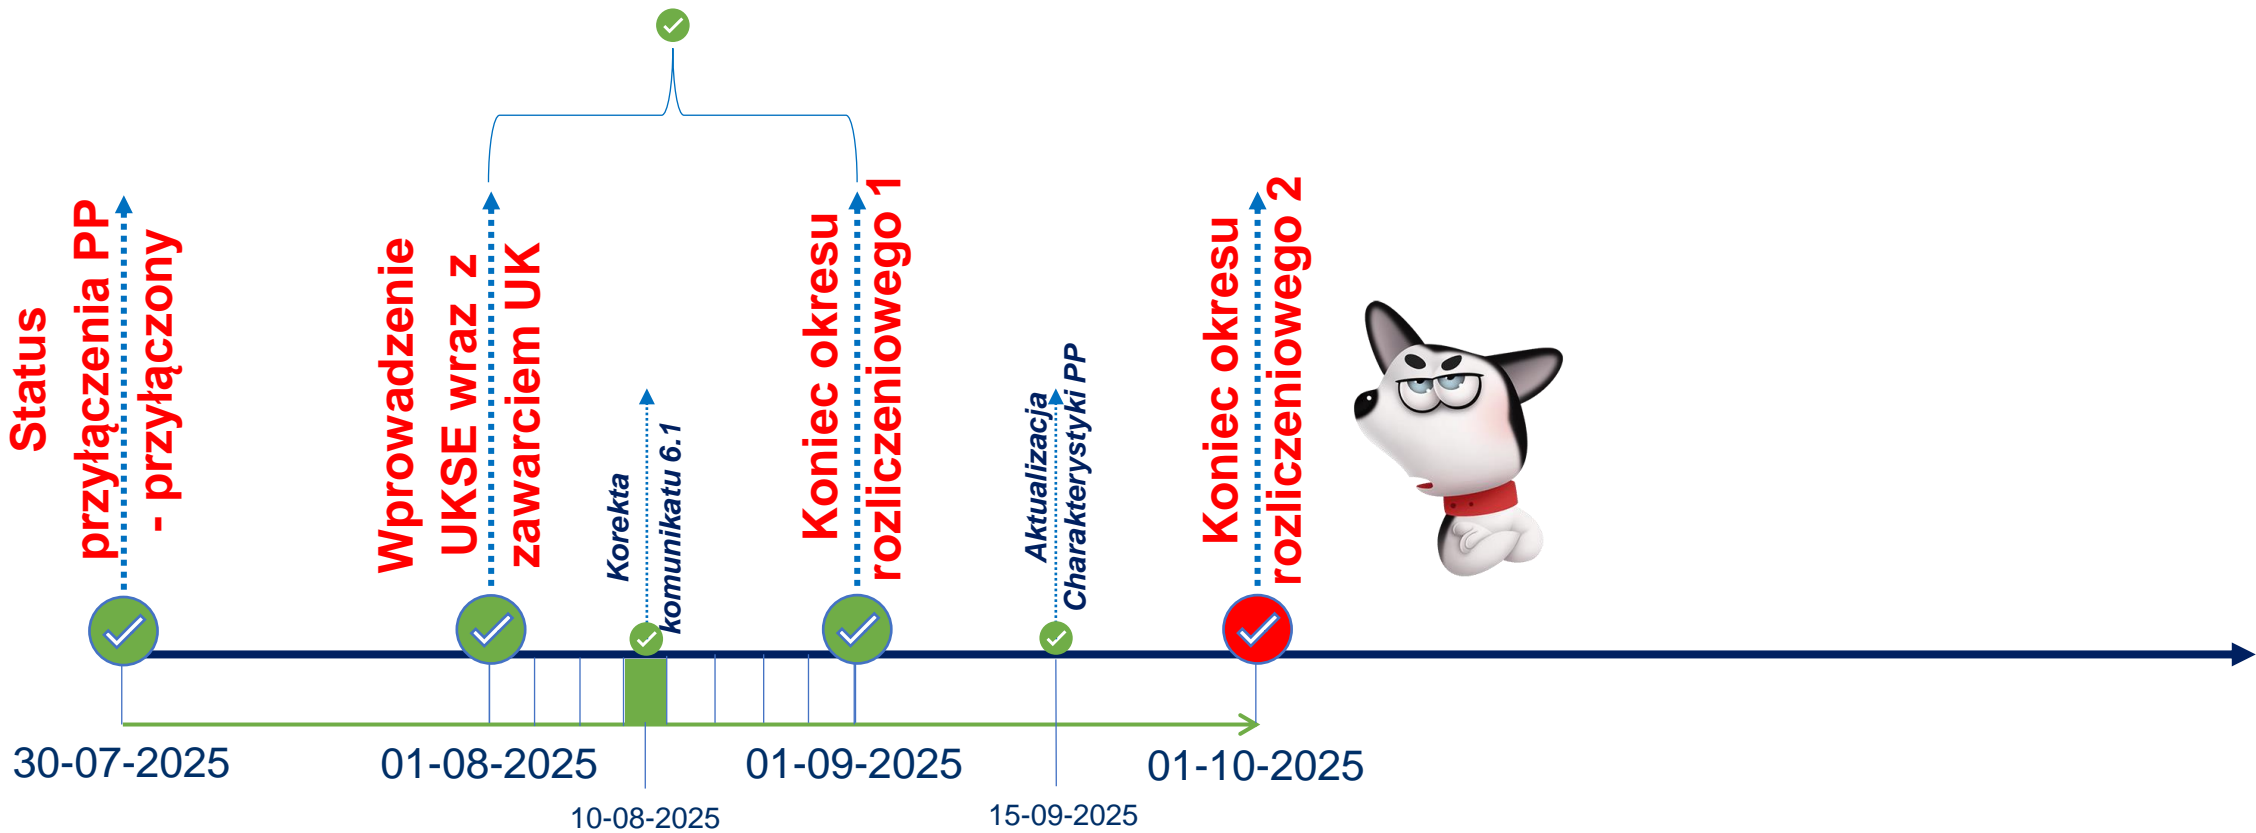 Status
przyłączenia PP
- przyłączony
Wprowadzenie
UKSE wraz  z
zawarciem UK
Korekta
komunikatu 6.1
Koniec okresu
rozliczeniowego 1
Aktualizacja
Charakterystyki PP
Koniec okresu
rozliczeniowego 2
30-07-2025
01-08-2025
10-08-2025
01-09-2025
15-09-2025
01-10-2025